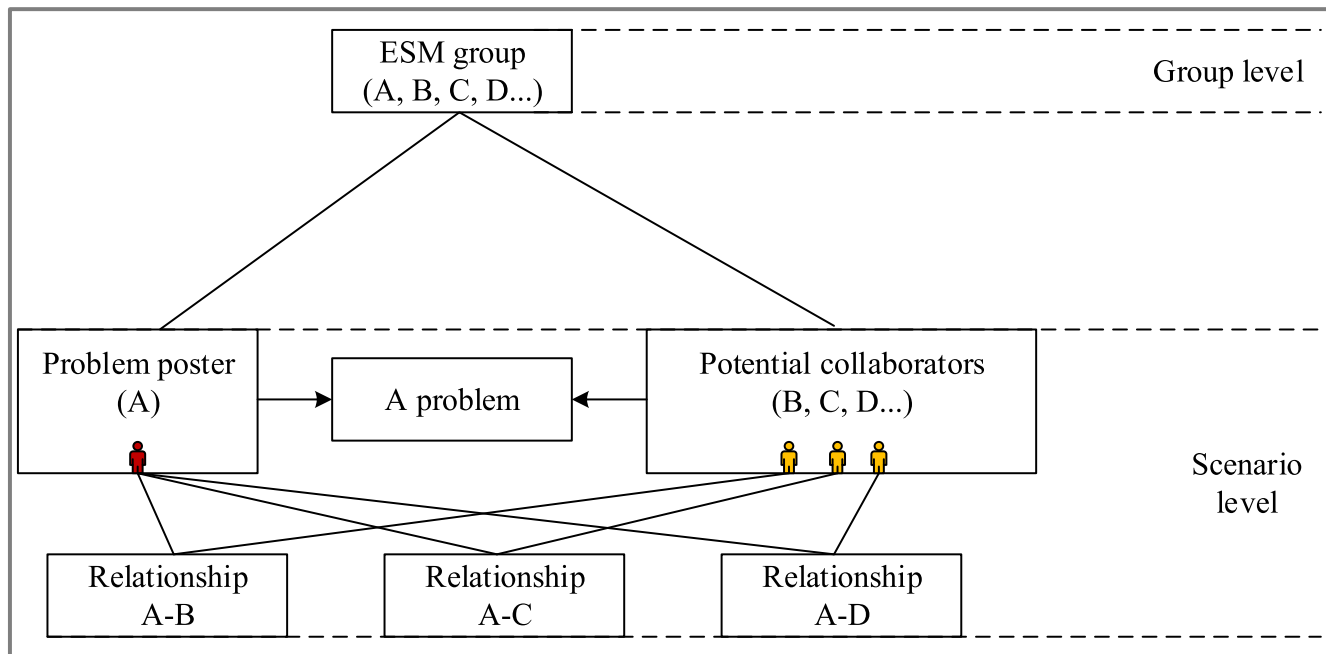 ESM group
(A, B, C, D...)
Group level
Problem poster
(A)
A problem
Potential collaborators
(B, C, D...)
Scenario
level
Relationship
A-B
Relationship
A-C
Relationship
A-D